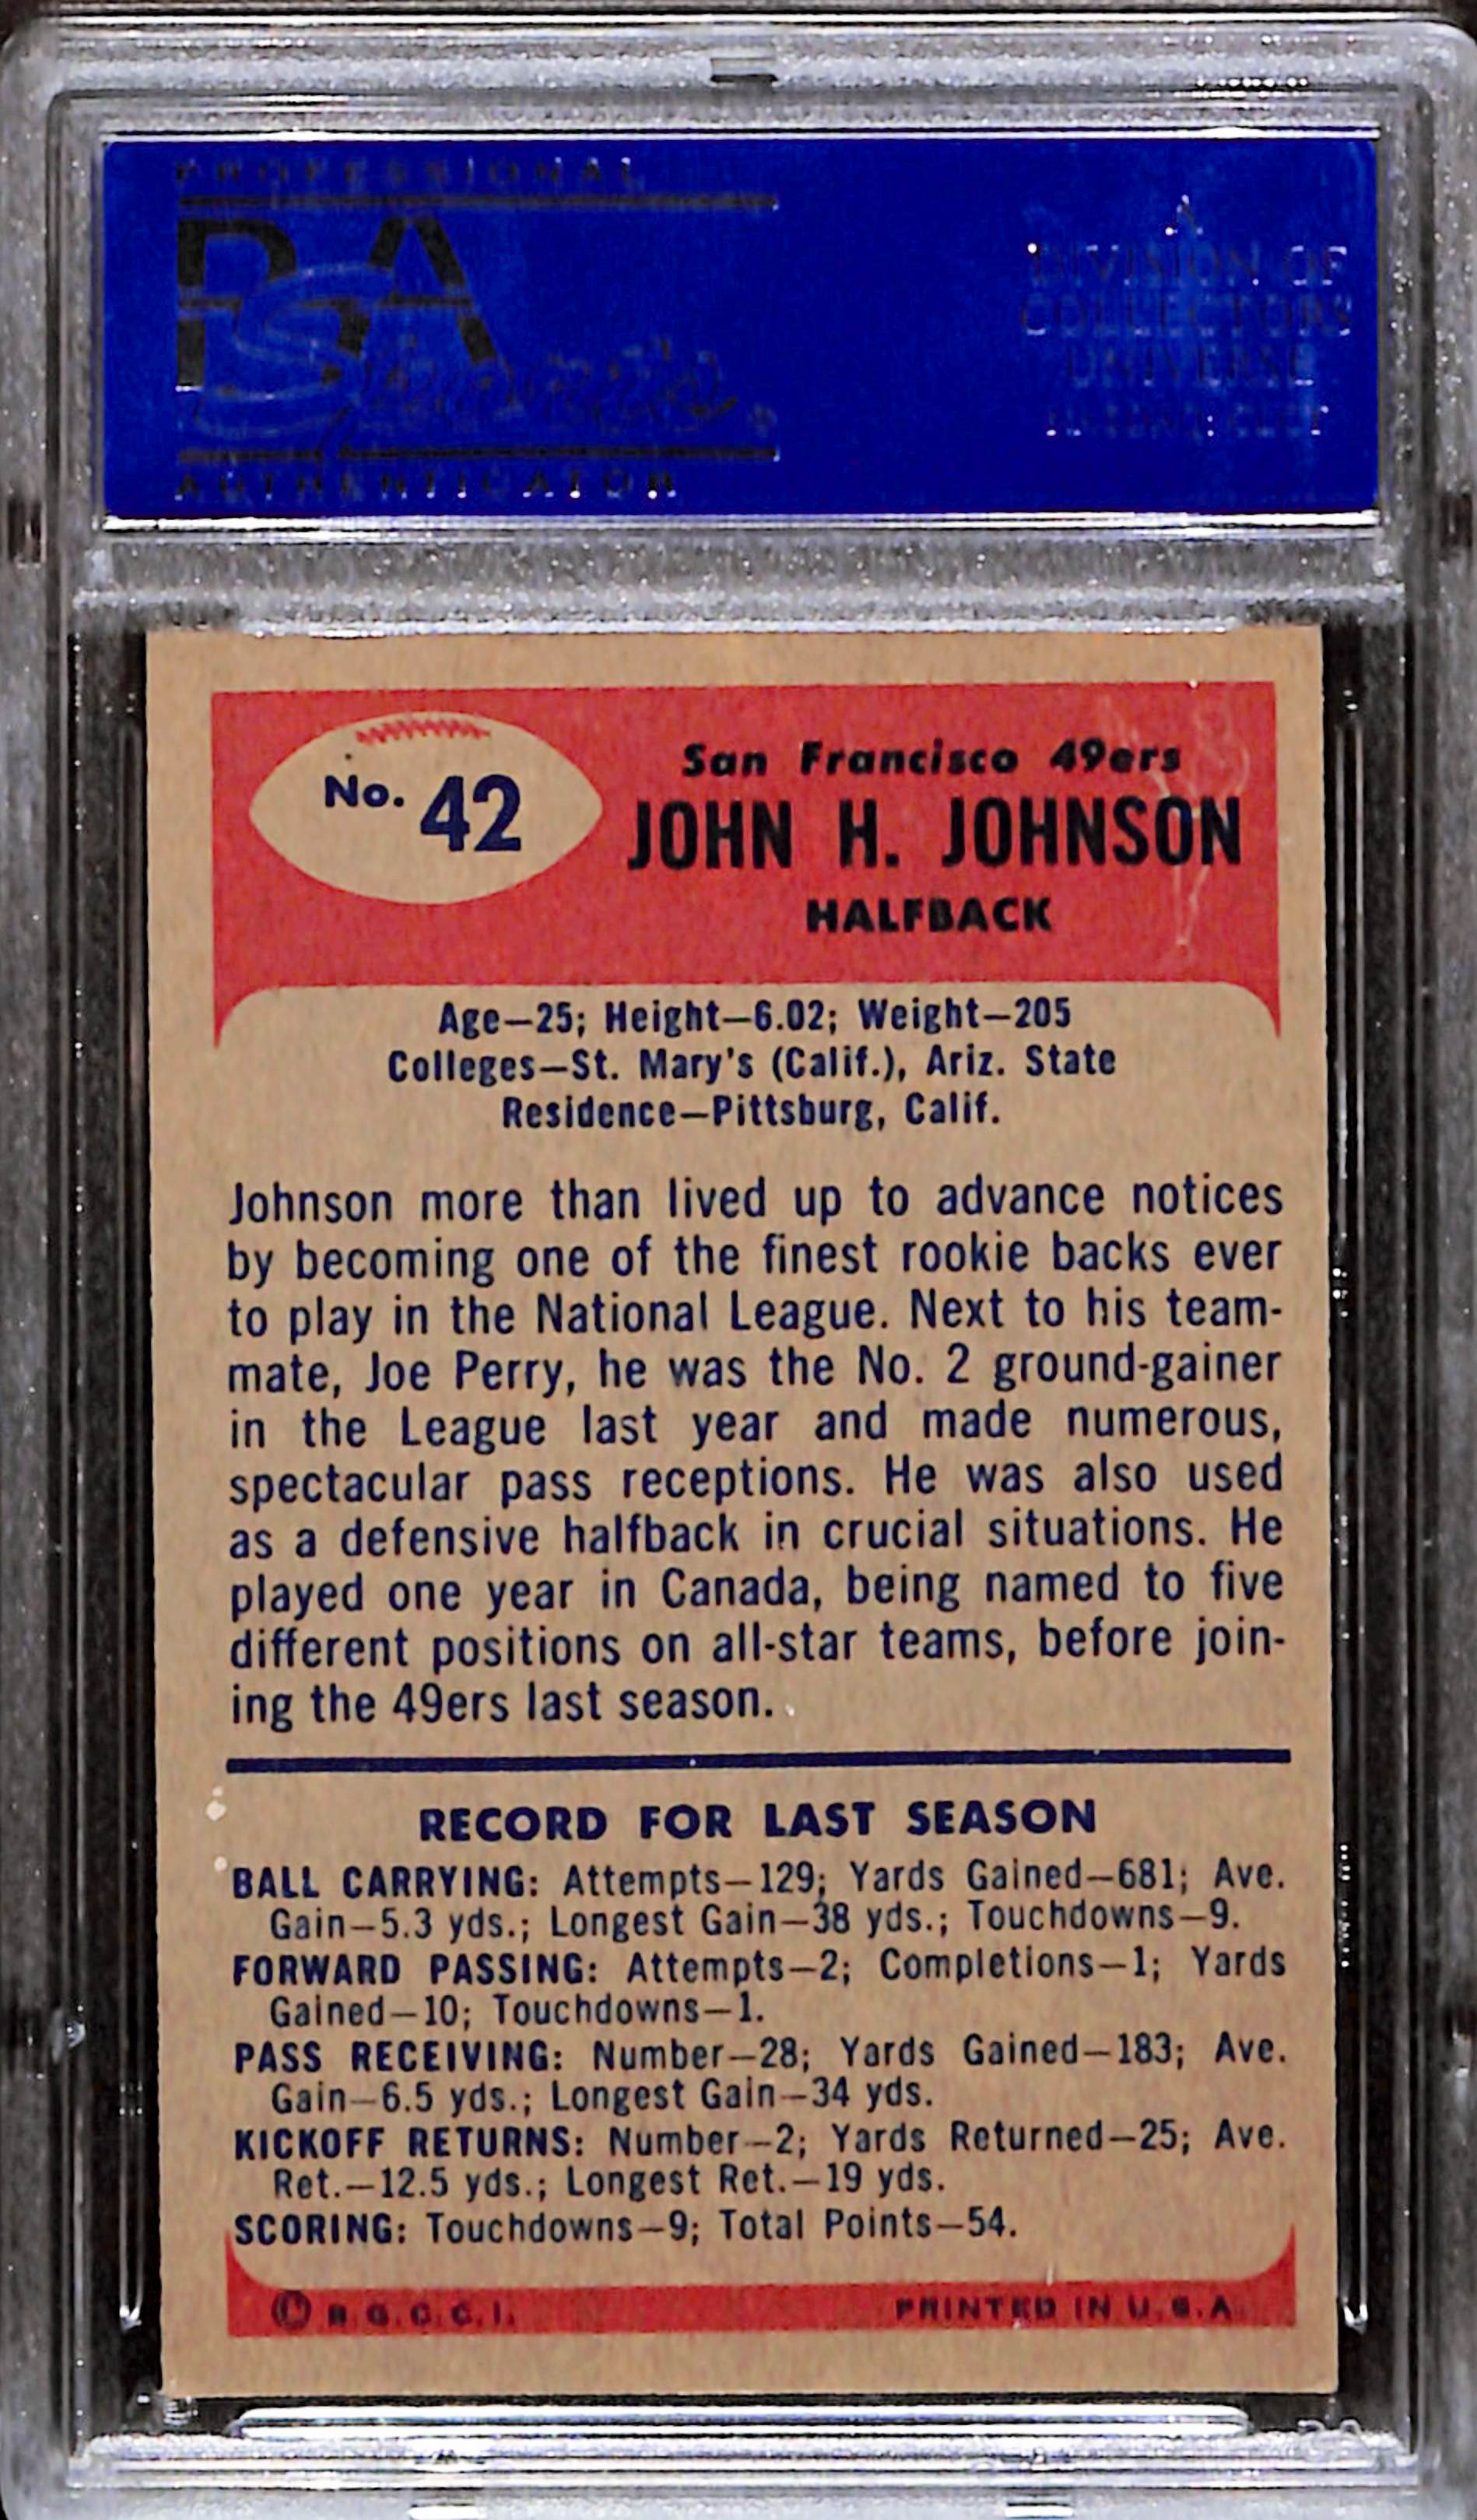 PROFESSIONAL
PSA
Sports
AUTHENTICATOR
A
DIVISION OF
COLLECTORS
UNIVERSE
No. 42
San Francisco 49ers
JOHN H. JOHNSON
HALFBACK
Age—25; Height—6.02; Weight—205
Colleges—St. Mary's (Calif.), Ariz. State
Residence—Pittsburg, Calif.
Johnson more than lived up to advance notices
by becoming one of the finest rookie backs ever
to play in the National League. Next to his team-
mate, Joe Perry, he was the No. 2 ground-gainer
in the League last year and made numerous,
spectacular pass receptions. He was also used
as a defensive halfback in crucial situations. He
played one year in Canada, being named to five
different positions on all-star teams, before join-
ing the 49ers last season.
RECORD FOR LAST SEASON
BALL CARRYING: Attempts—129; Yards Gained—681; Ave.
Gain—5.3 yds.; Longest Gain—38 yds.; Touchdowns—9.
FORWARD PASSING: Attempts—2; Completions—1; Yards
Gained—10; Touchdowns—1.
PASS RECEIVING: Number—28; Yards Gained—183; Ave.
Gain—6.5 yds.; Longest Gain—34 yds.
KICKOFF RETURNS: Number—2; Yards Returned—25; Ave.
Ret.—12.5 yds.; Longest Ret.—19 yds.
SCORING: Touchdowns—9; Total Points—54.
© B.G.C.C.I.
PRINTED IN U.S.A.